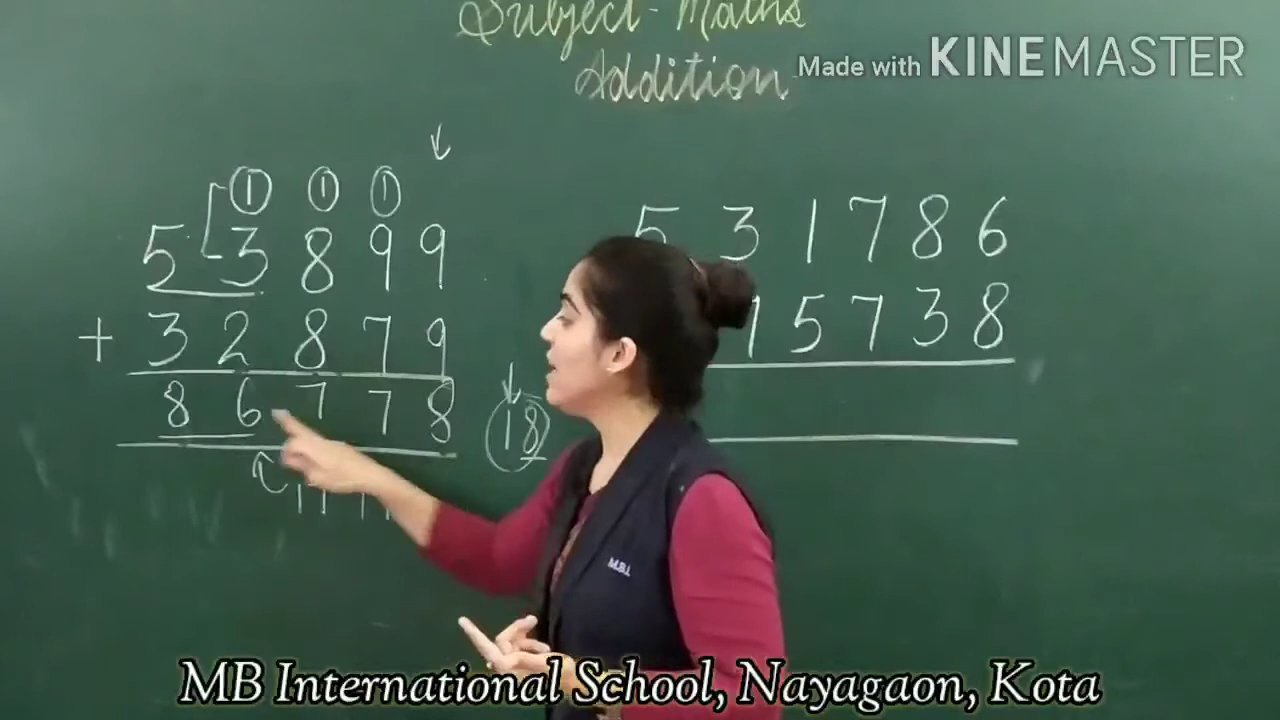 Subject - Maths
Addition
Made with KINEMASTER
↓
① ① ①
5 3 8 9 9
+ 3 2 8 7 9
8 6 7 7 8
18
5 3 1 7 8 6
1 5 7 3 8
M.B.I.
MB International School, Nayagaon, Kota